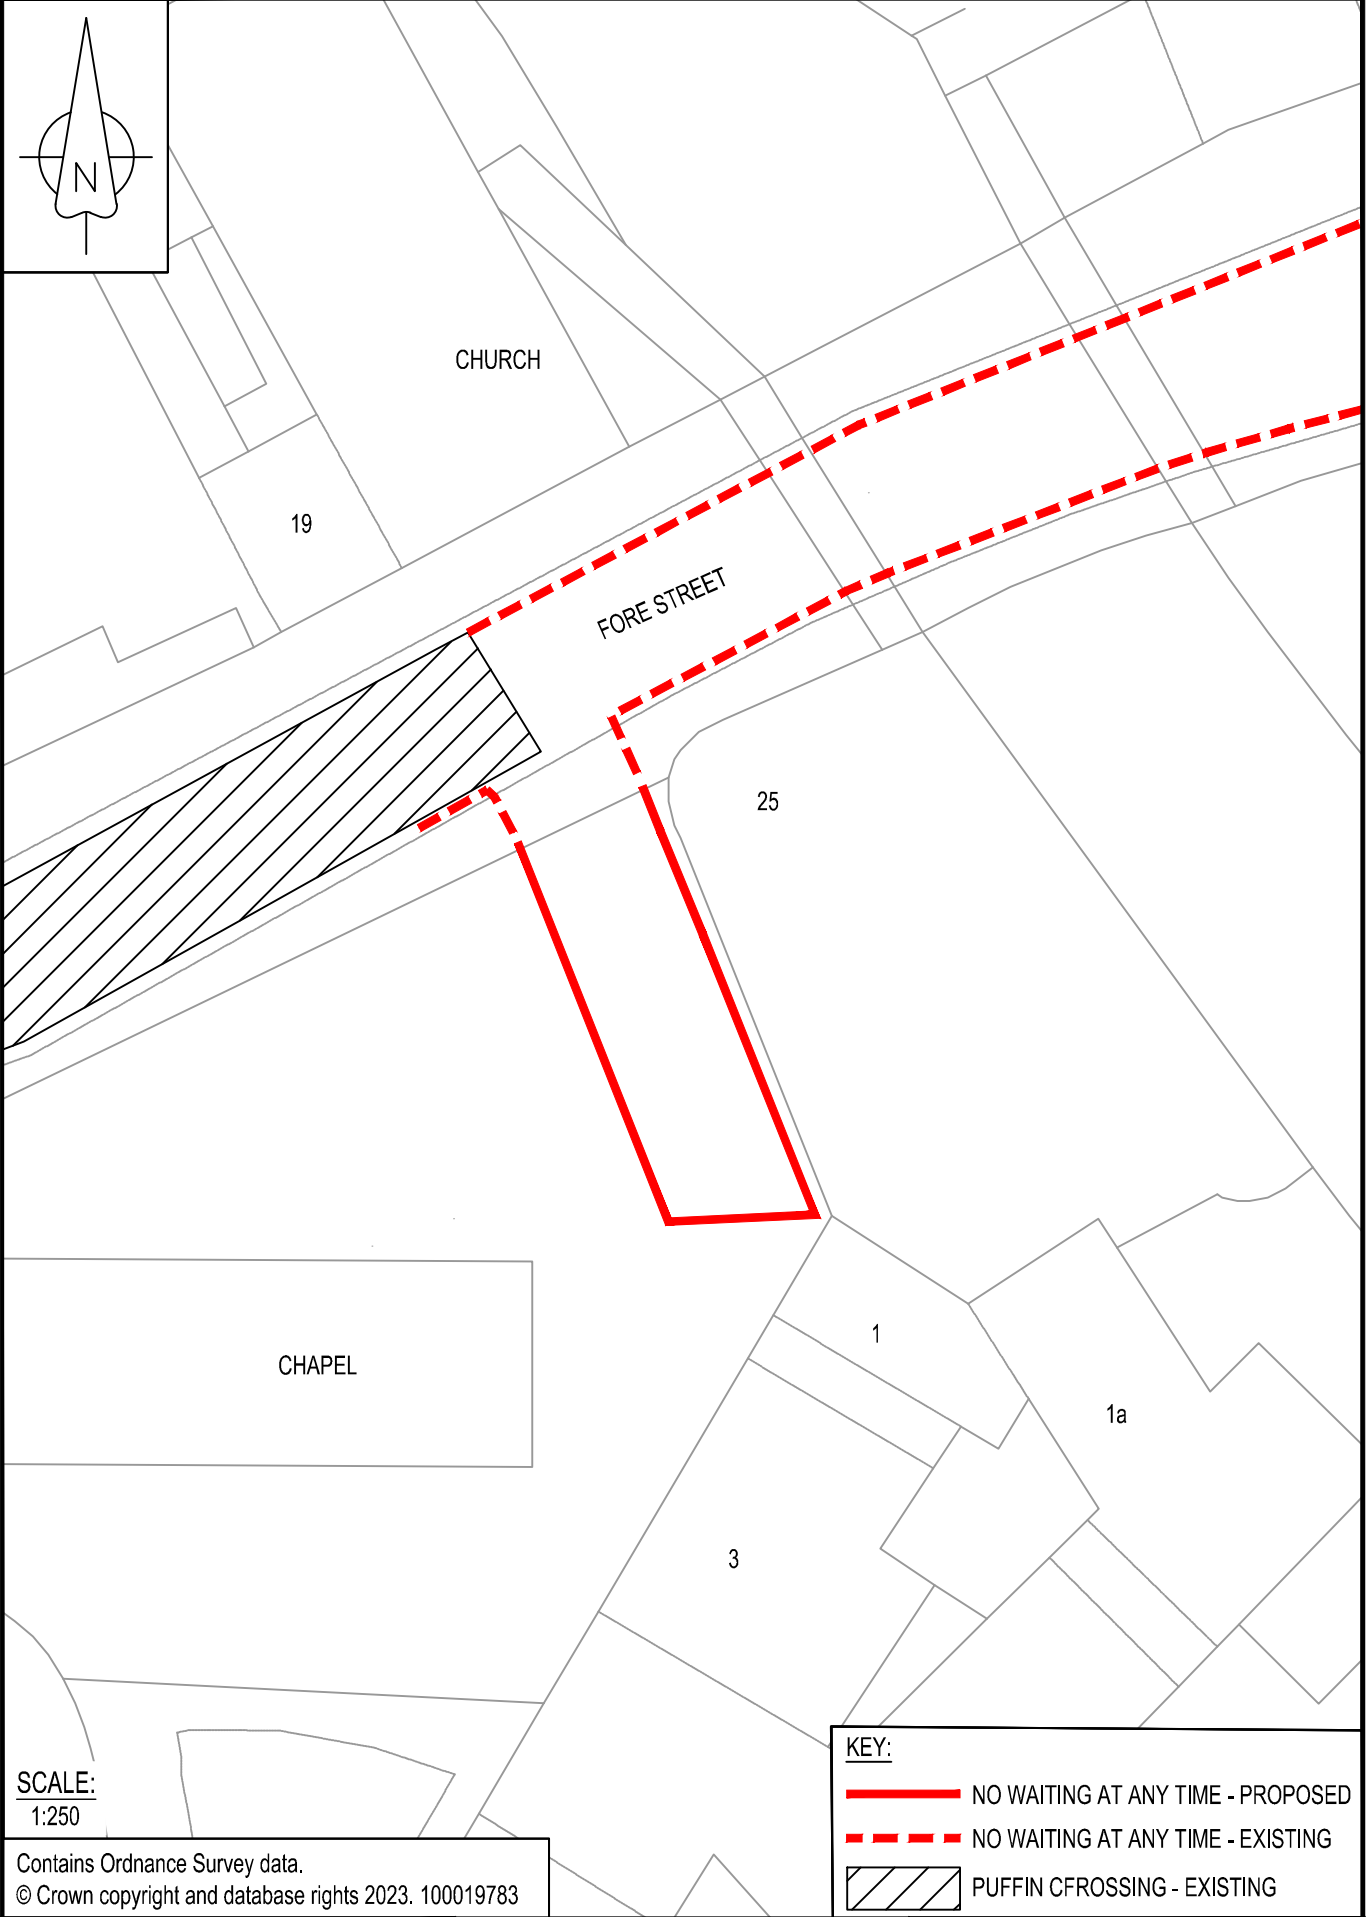 N
CHURCH
19
FORE STREET
25
1
CHAPEL
1a
3
SCALE:
1:250
KEY:
NO WAITING AT ANY TIME - PROPOSED
NO WAITING AT ANY TIME - EXISTING
PUFFIN CFROSSING - EXISTING
Contains Ordnance Survey data.
© Crown copyright and database rights 2023. 100019783